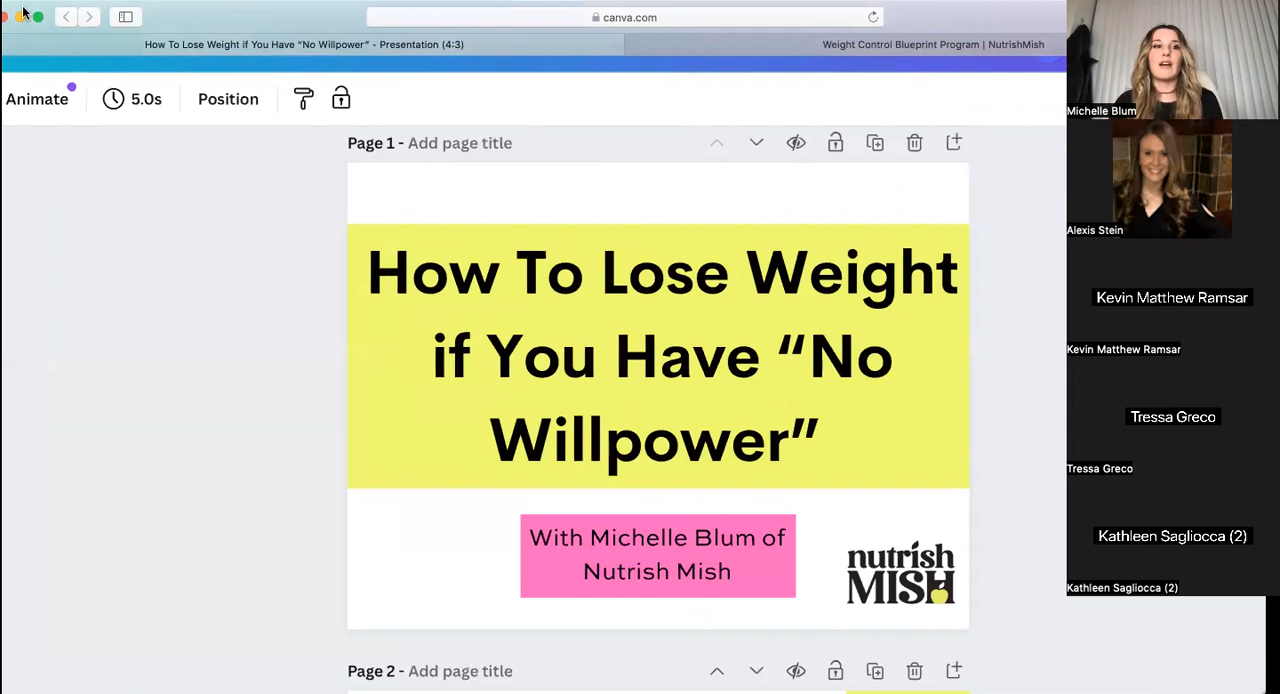 canva.com
How To Lose Weight if You Have “No Willpower” - Presentation (4:3)
Weight Control Blueprint Program | NutrishMish
Animate
5.0s
Position
Page 1 - Add page title
How To Lose Weight
if You Have “No
Willpower”
With Michelle Blum of
Nutrish Mish
nutrish
MISH
Page 2 - Add page title
Michelle Blum
Alexis Stein
Kevin Matthew Ramsar
Kevin Matthew Ramsar
Tressa Greco
Tressa Greco
Kathleen Sagliocca (2)
Kathleen Sagliocca (2)